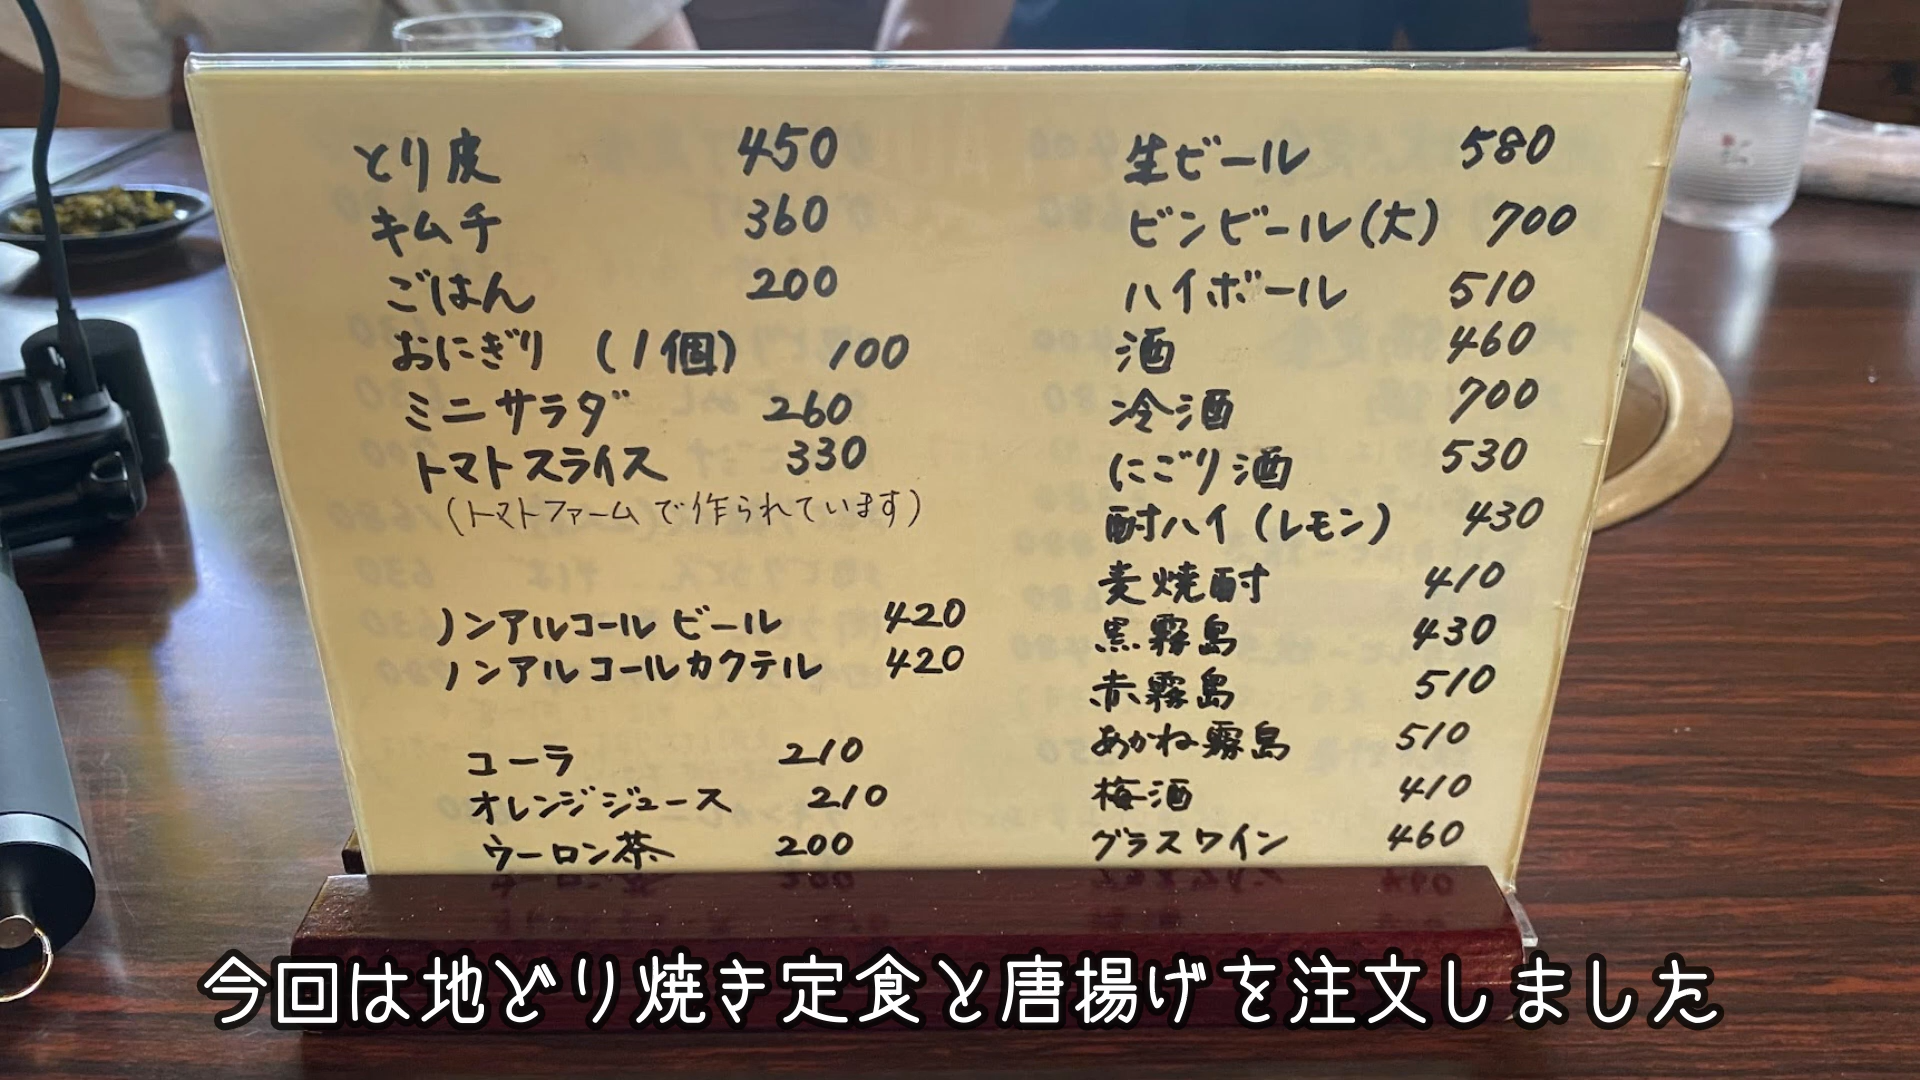 とり皮 450
キムチ 360
ごはん 200
おにぎり (1個) 100
ミニサラダ 260
トマトスライス 330
(トマトファームで作られています)
ノンアルコールビール 420
ノンアルコールカクテル 420
コーラ 210
オレンジジュース 210
ウーロン茶 200
生ビール 580
ビンビール(大) 700
ハイボール 510
酒 460
冷酒 700
にごり酒 530
酎ハイ(レモン) 430
麦焼酎 410
黒霧島 430
赤霧島 510
あかね霧島 510
梅酒 410
グラスワイン 460
今回は地どり焼き定食と唐揚げを注文しました